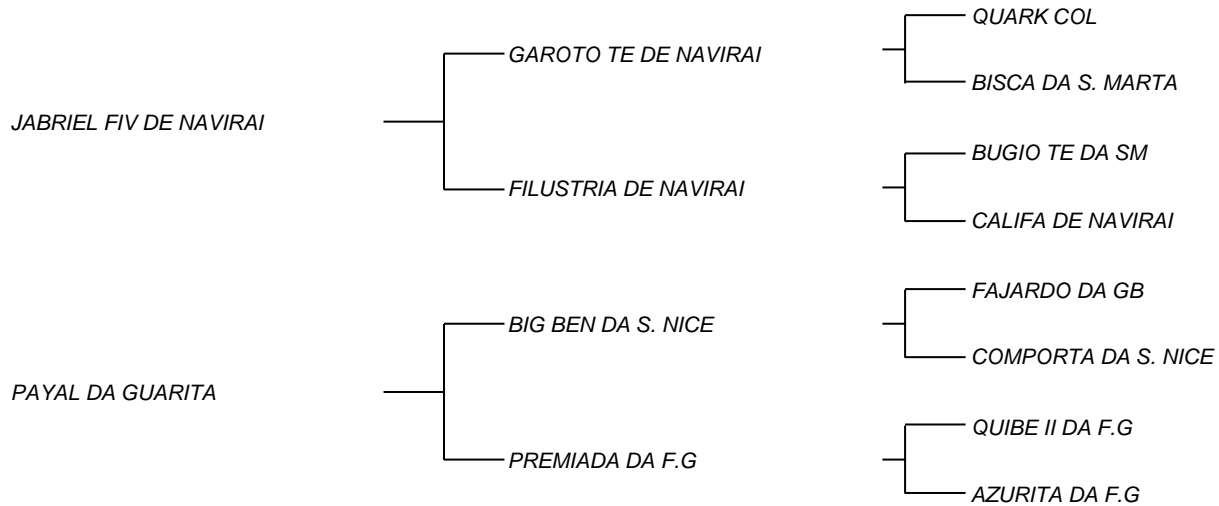 QUARK COL
GAROTO TE DE NAVIRAI
BISCA DA S. MARTA
JABRIEL FIV DE NAVIRAI
BUGIO TE DA SM
FILUSTRIA DE NAVIRAI
CALIFA DE NAVIRAI
FAJARDO DA GB
BIG BEN DA S. NICE
COMPORTA DA S. NICE
PAYAL DA GUARITA
QUIBE II DA F.G
PREMIADA DA F.G
AZURITA DA F.G